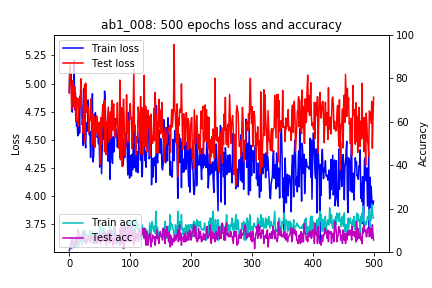 ab1_008: 500 epochs loss and accuracy
Train loss
Test loss
Train acc
Test acc
Loss
5.25
5.00
4.75
4.50
4.25
4.00
3.75
Accuracy
100
80
60
40
20
0
0 100 200 300 400 500